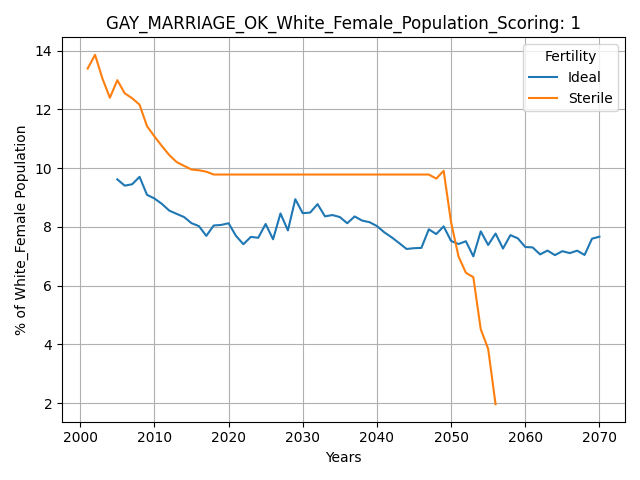 GAY_MARRIAGE_OK_White_Female_Population_Scoring: 1
Fertility
Ideal
Sterile
% of White_Female Population
14
12
10
8
6
4
2
2000 2010 2020 2030 2040 2050 2060 2070
Years